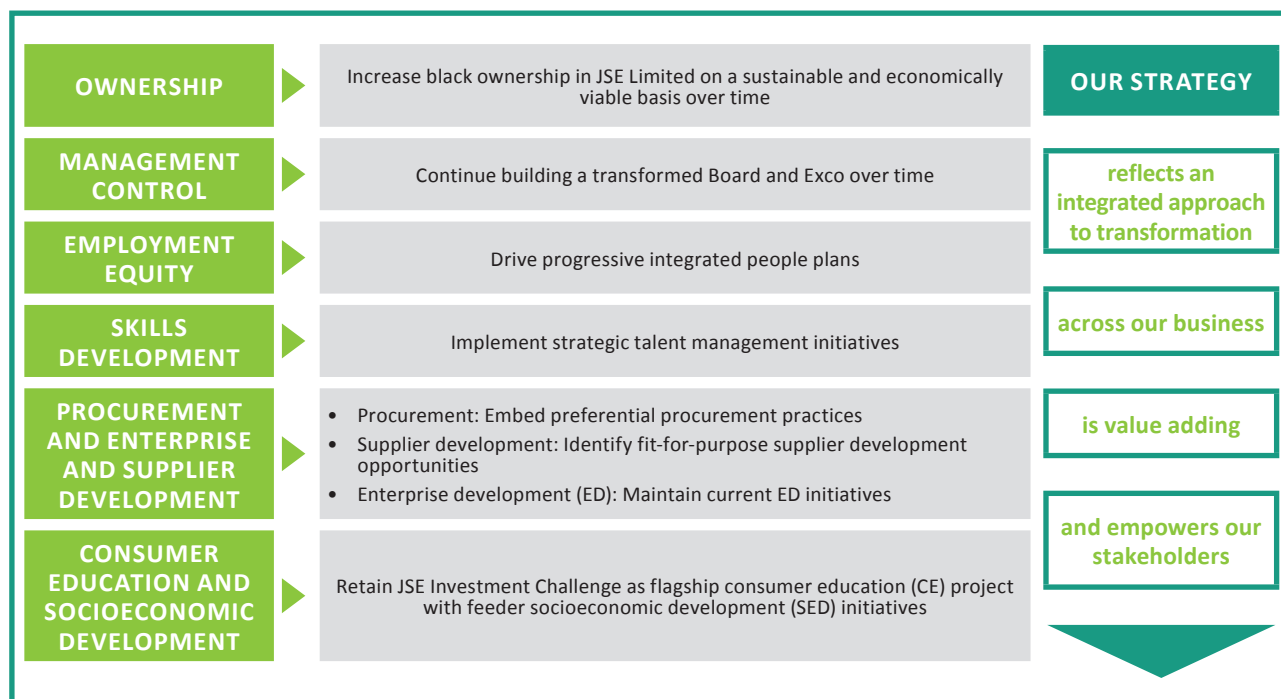 OWNERSHIP
Increase black ownership in JSE Limited on a sustainable and economically
viable basis over time
MANAGEMENT
CONTROL
Continue building a transformed Board and Exco over time
EMPLOYMENT
EQUITY
Drive progressive integrated people plans
SKILLS
DEVELOPMENT
Implement strategic talent management initiatives
PROCUREMENT
AND ENTERPRISE
AND SUPPLIER
DEVELOPMENT
• Procurement: Embed preferential procurement practices
• Supplier development: Identify fit-for-purpose supplier development
opportunities
• Enterprise development (ED): Maintain current ED initiatives
CONSUMER
EDUCATION AND
SOCIOECONOMIC
DEVELOPMENT
Retain JSE Investment Challenge as flagship consumer education (CE) project
with feeder socioeconomic development (SED) initiatives
OUR STRATEGY
reflects an
integrated approach
to transformation
across our business
is value adding
and empowers our
stakeholders